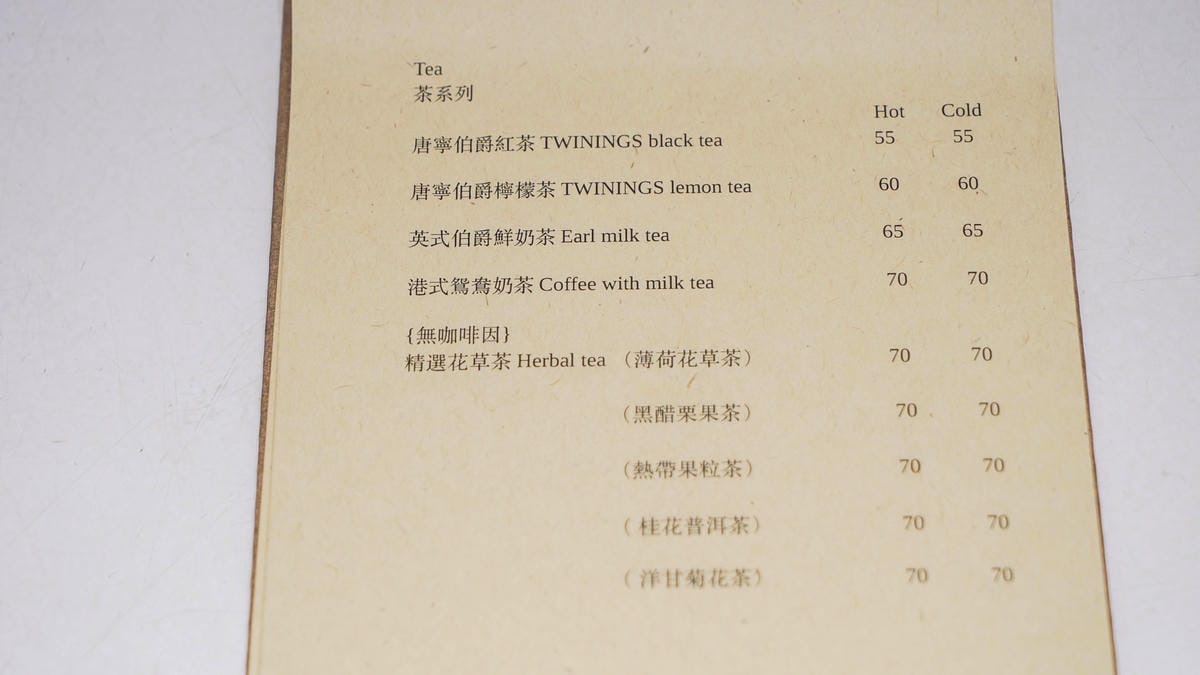 Tea
茶系列
Hot Cold
唐寧伯爵紅茶 TWININGS black tea 55 55
唐寧伯爵檸檬茶 TWININGS lemon tea 60 60
英式伯爵鮮奶茶 Earl milk tea 65 65
港式鴛鴦奶茶 Coffee with milk tea 70 70
{無咖啡因}
精選花草茶 Herbal tea （薄荷花草茶） 70 70
（黑醋栗果茶） 70 70
（熱帶果粒茶） 70 70
（桂花普洱茶） 70 70
（洋甘菊花茶） 70 70